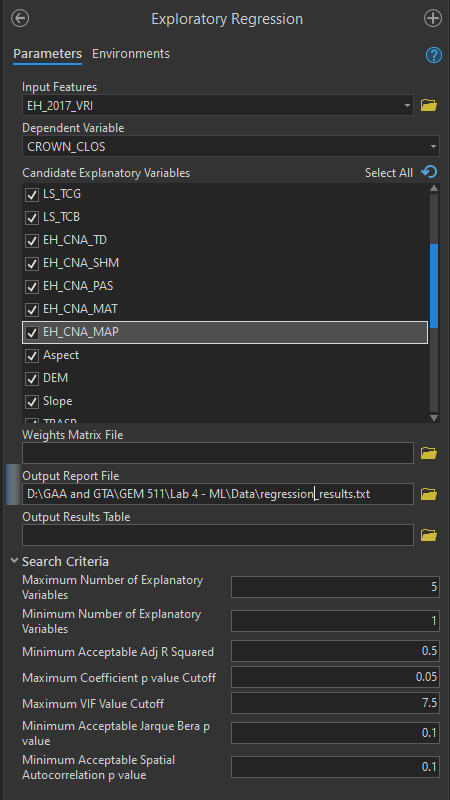 Exploratory Regression
Parameters Environments
?
Input Features
EH_2017_VRI
Dependent Variable
CROWN_CLOS
Candidate Explanatory Variables Select All
LS_TCG
LS_TCB
EH_CNA_TD
EH_CNA_SHM
EH_CNA_PAS
EH_CNA_MAT
EH_CNA_MAP
Aspect
DEM
Slope
TRASP
Weights Matrix File
Output Report File
D:\GAA and GTA\GEM 511\Lab 4 - ML\Data\regression_results.txt
Output Results Table
Search Criteria
Maximum Number of Explanatory
Variables 5
Minimum Number of Explanatory
Variables 1
Minimum Acceptable Adj R Squared 0.5
Maximum Coefficient p value Cutoff 0.05
Maximum VIF Value Cutoff 7.5
Minimum Acceptable Jarque Bera p
value 0.1
Minimum Acceptable Spatial
Autocorrelation p value 0.1